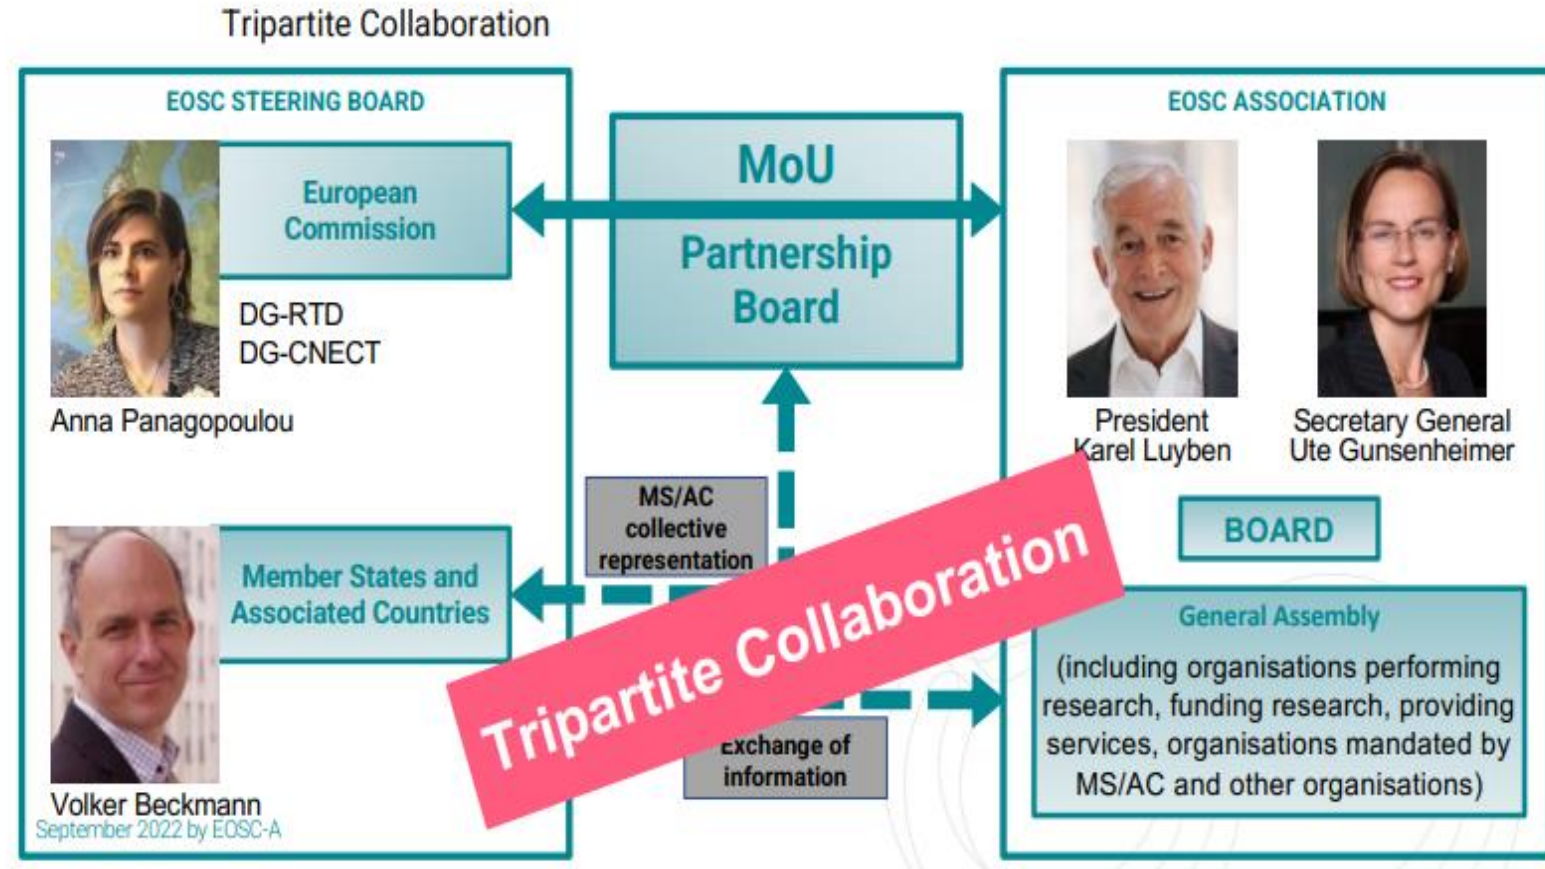 Tripartite Collaboration
EOSC STEERING BOARD
European
Commission
DG-RTD
DG-CNECT
Anna Panagopoulou
Member States and
Associated Countries
Volker Beckmann
September 2022 by EOSC-A
MoU
Partnership
Board
MS/AC
collective
representation
Tripartite Collaboration
Exchange of
information
EOSC ASSOCIATION
President
Karel Luyben
Secretary General
Ute Gunsenheimer
BOARD
General Assembly
(including organisations performing
research, funding research, providing
services, organisations mandated by
MS/AC and other organisations)